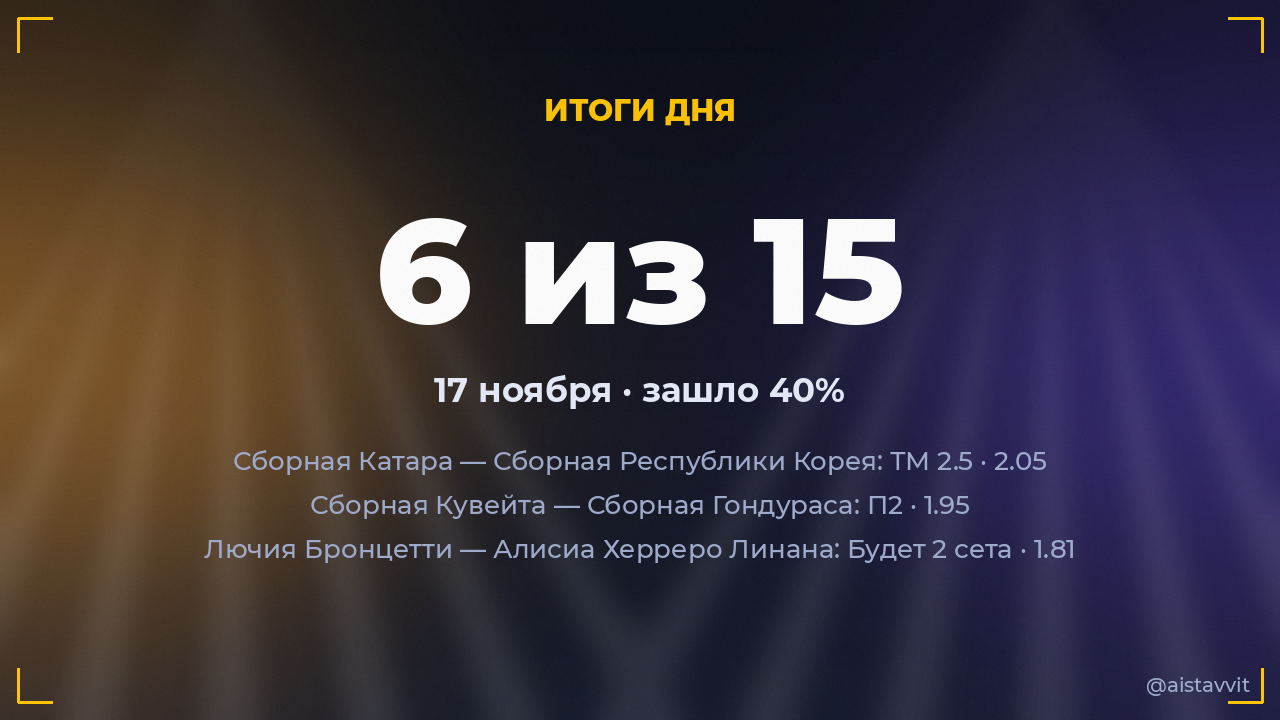 ИТОГИ ДНЯ
6 из 15
17 ноября · зашло 40%
Сборная Катара — Сборная Республики Корея: ТМ 2.5 · 2.05
Сборная Кувейта — Сборная Гондураса: П2 · 1.95
Лючия Бронцетти — Алисиа Херреро Линана: Будет 2 сета · 1.81
@aistavvit